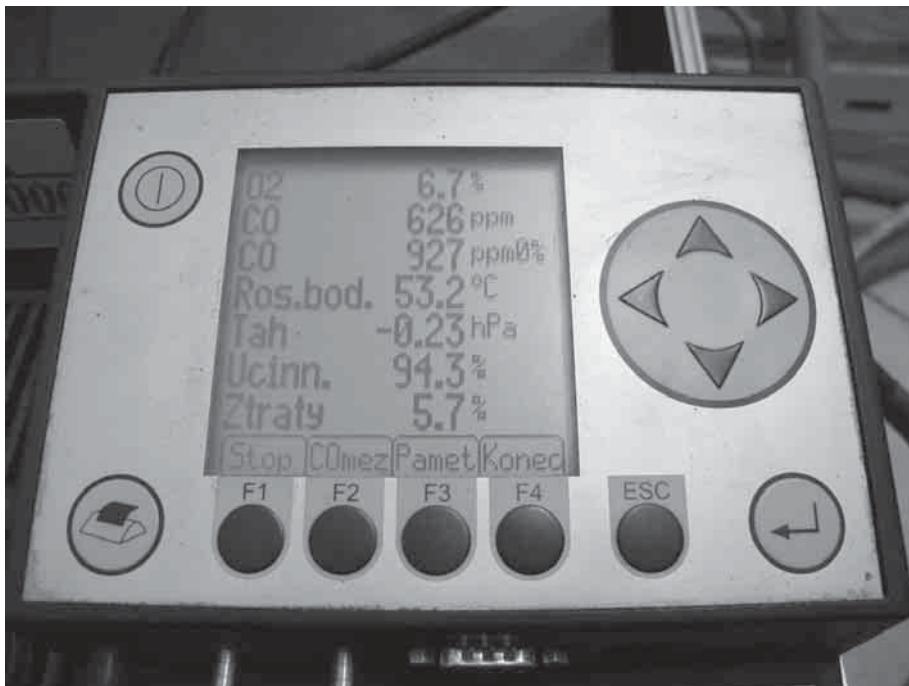 O2 6.7 %
CO 626 ppm
CO 927 ppm0%
Ros.bod. 53.2 °C
Tah -0.23 hPa
Ucinn. 94.3 %
Ztraty 5.7 %
Stop COmez Pamet Konec
F1 F2 F3 F4 ESC